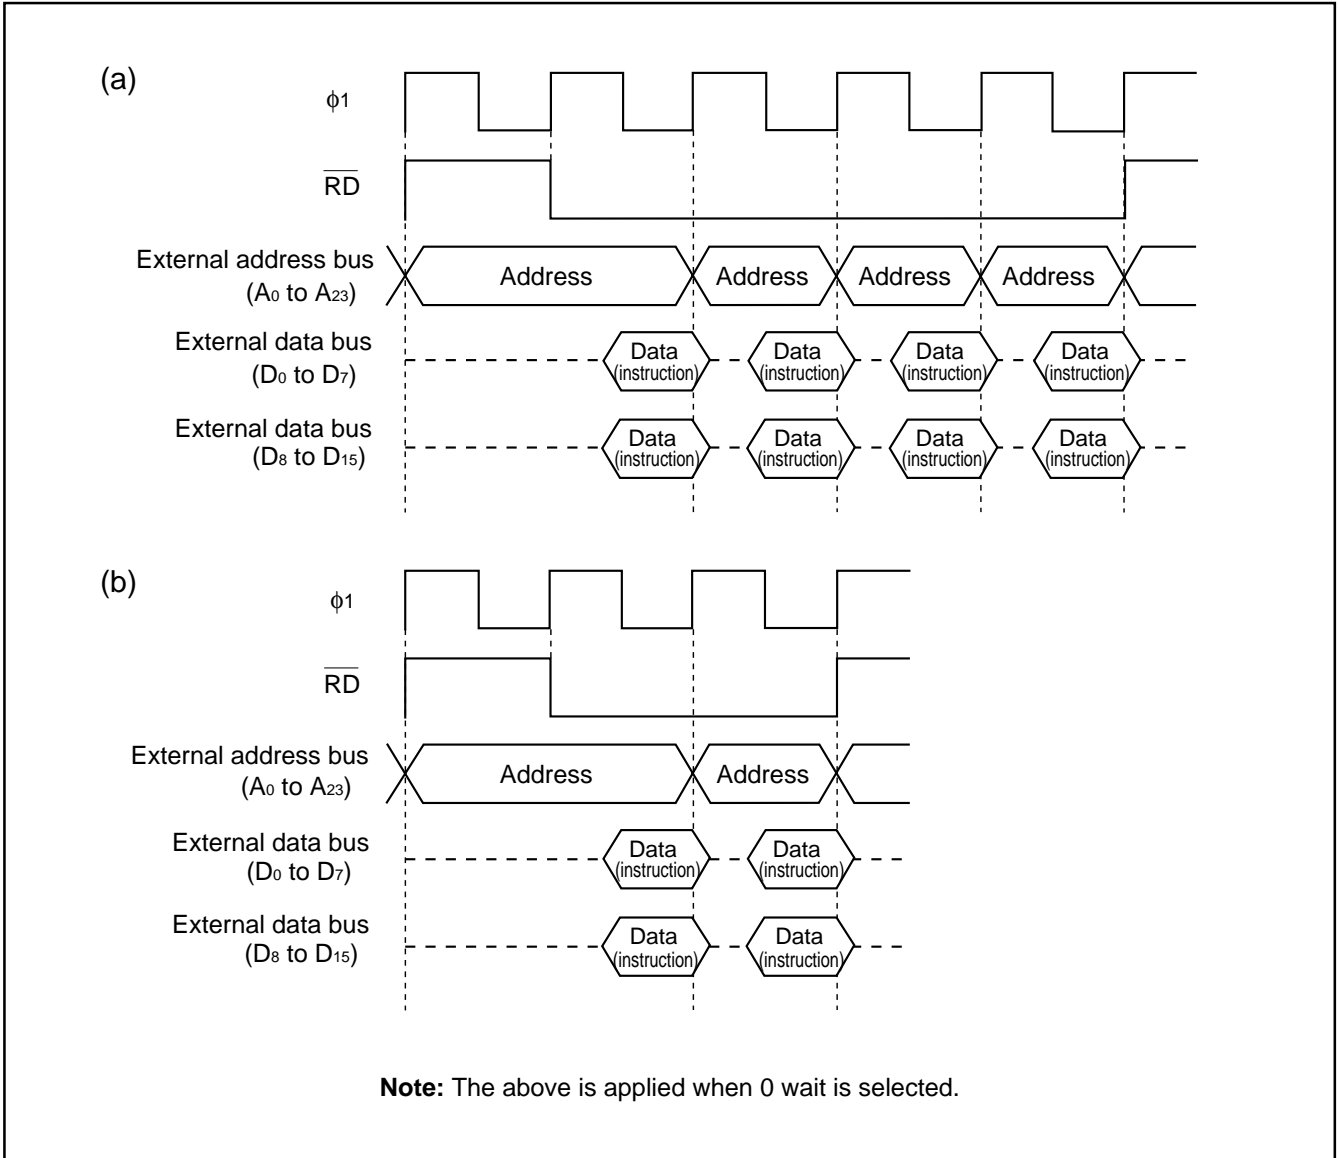 (a)
ϕ1
RD
External address bus
(A0 to A23)
Address Address Address Address
External data bus
(D0 to D7)
Data Data Data Data
(instruction) (instruction) (instruction) (instruction)
External data bus
(D8 to D15)
Data Data Data Data
(instruction) (instruction) (instruction) (instruction)
(b)
ϕ1
RD
External address bus
(A0 to A23)
Address Address
External data bus
(D0 to D7)
Data Data
(instruction) (instruction)
External data bus
(D8 to D15)
Data Data
(instruction) (instruction)
Note: The above is applied when 0 wait is selected.